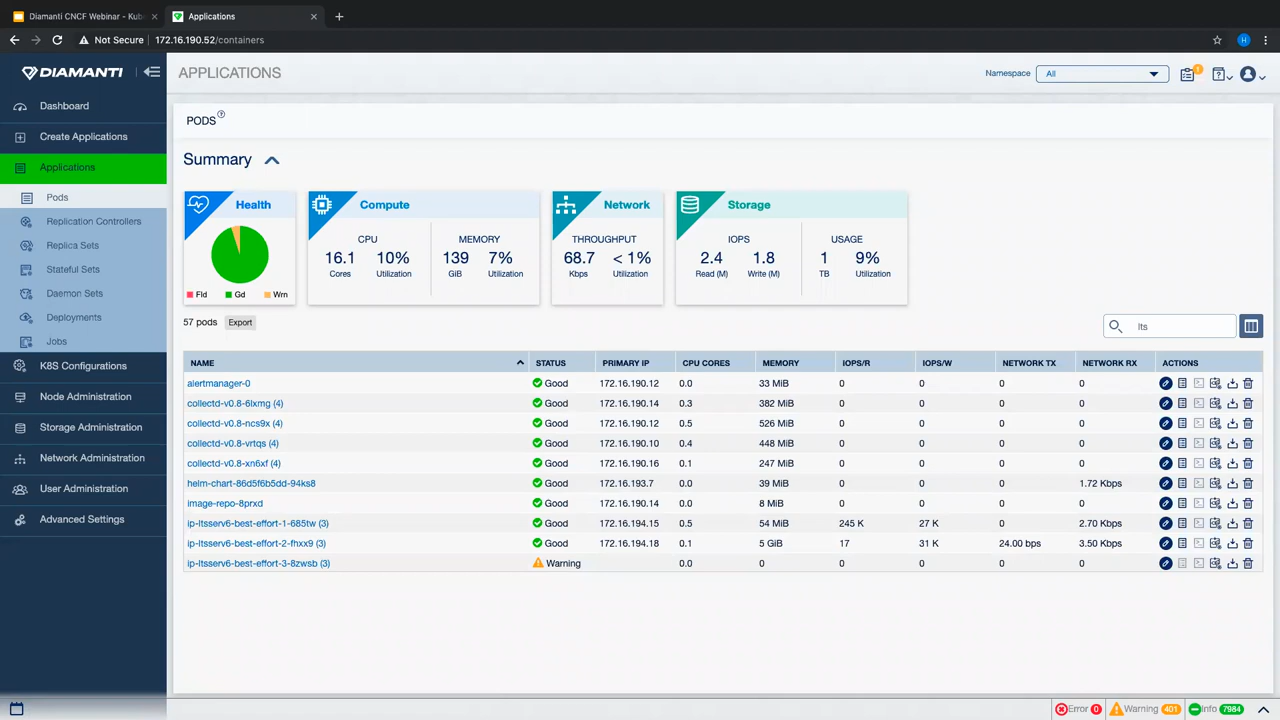 Diamanti CNCF Webinar - Kub
Applications
Not Secure
172.16.190.52/containers
H
DIAMANTI
APPLICATIONS
Namespace
All
1
Dashboard
Create Applications
Applications
Pods
Replication Controllers
Replica Sets
Stateful Sets
Daemon Sets
Deployments
Jobs
K8S Configurations
Node Administration
Storage Administration
Network Administration
User Administration
Advanced Settings
PODS
Summary
Health
Fld Gd Wrn
Compute
CPU MEMORY
16.1 10% 139 7%
Cores Utilization GiB Utilization
Network
THROUGHPUT
68.7 < 1%
Kbps Utilization
Storage
IOPS USAGE
2.4 1.8 1 9%
Read (M) Write (M) TB Utilization
57 pods Export lts
NAME STATUS PRIMARY IP CPU CORES MEMORY IOPS/R IOPS/W NETWORK TX NETWORK RX ACTIONS
alertmanager-0 Good 172.16.190.12 0.0 33 MiB 0 0 0 0
collectd-v0.8-6lxmg (4) Good 172.16.190.14 0.3 382 MiB 0 0 0 0
collectd-v0.8-ncs9x (4) Good 172.16.190.12 0.5 526 MiB 0 0 0 0
collectd-v0.8-vrtqs (4) Good 172.16.190.10 0.4 448 MiB 0 0 0 0
collectd-v0.8-xn6xf (4) Good 172.16.190.16 0.1 247 MiB 0 0 0 0
helm-chart-86d5f6b5dd-94ks8 Good 172.16.193.7 0.0 39 MiB 0 0 0 1.72 Kbps
image-repo-8prxd Good 172.16.190.14 0.0 8 MiB 0 0 0 0
ip-ltsserv6-best-effort-1-685tw (3) Good 172.16.194.15 0.5 54 MiB 245 K 27 K 0 2.70 Kbps
ip-ltsserv6-best-effort-2-fhxx9 (3) Good 172.16.194.18 0.1 5 GiB 17 31 K 24.00 bps 3.50 Kbps
ip-ltsserv6-best-effort-3-8zwsb (3) Warning 0.0 0 0 0 0 0
Error 0 Warning 401 Info 7984